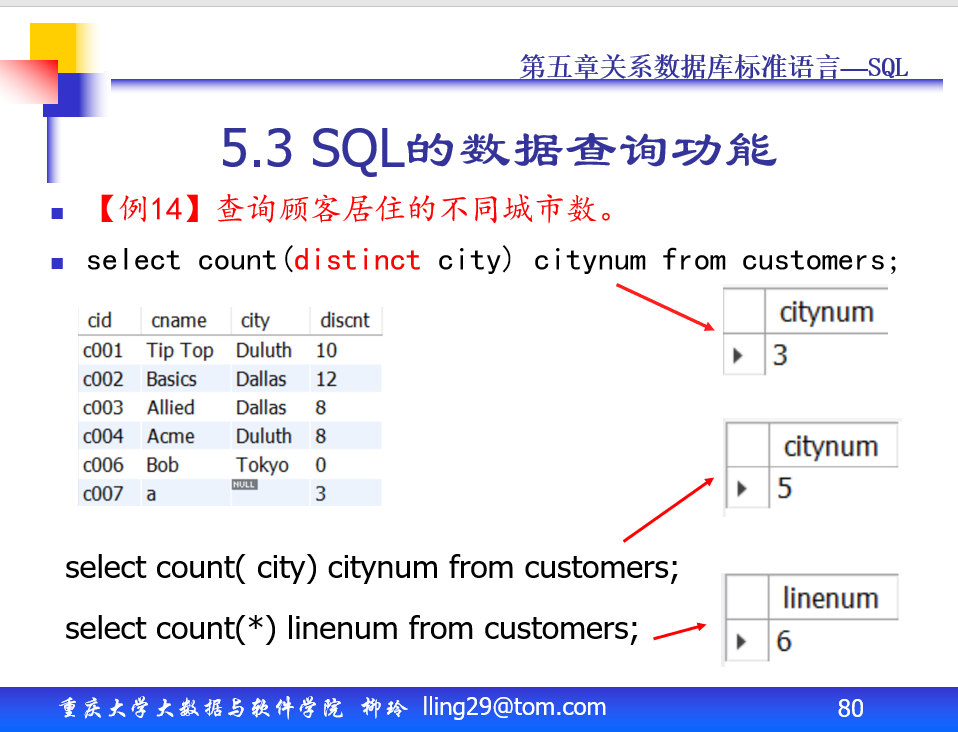 第五章关系数据库标准语言—SQL
5.3 SQL的数据查询功能
【例14】查询顾客居住的不同城市数。
select count(distinct city) citynum from customers;
cid cname city discnt
c001 Tip Top Duluth 10
c002 Basics Dallas 12
c003 Allied Dallas 8
c004 Acme Duluth 8
c006 Bob Tokyo 0
c007 a NULL 3
citynum
3
citynum
5
select count( city) citynum from customers;
linenum
6
select count(*) linenum from customers;
重庆大学大数据与软件学院 柳玲 lling29@tom.com 80